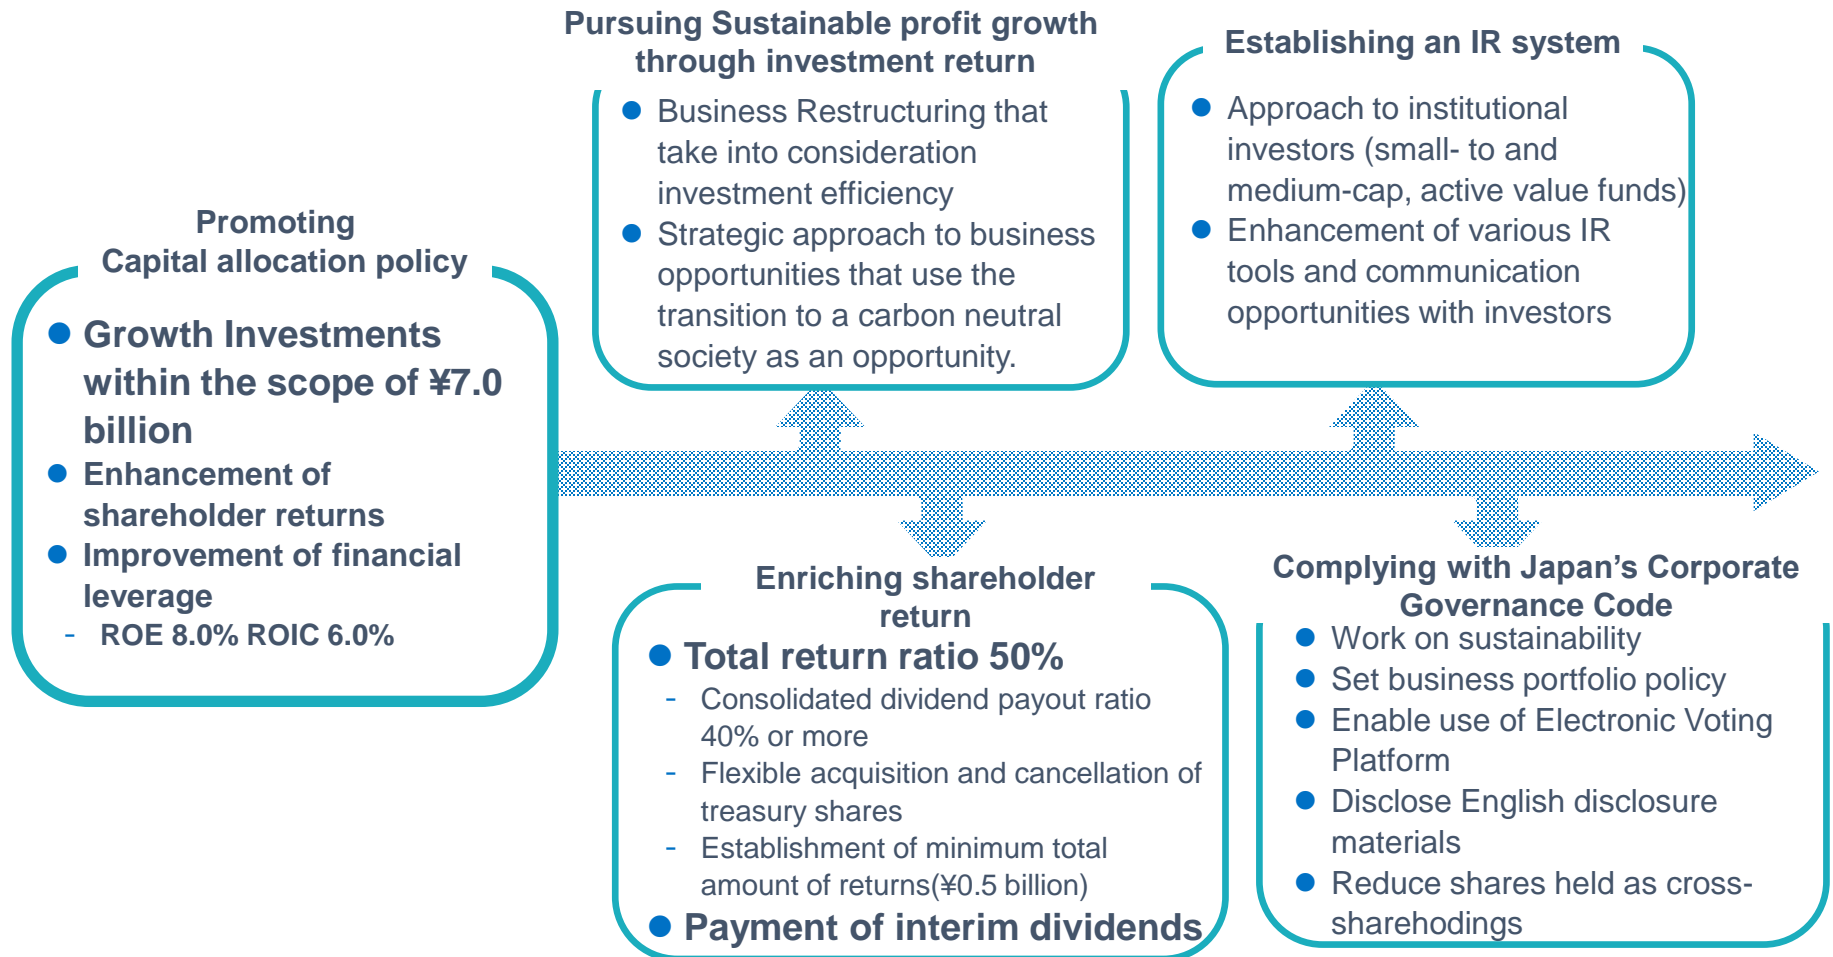 Promoting
Capital allocation policy
● Growth Investments
within the scope of ¥7.0
billion
● Enhancement of
shareholder returns
● Improvement of financial
leverage
- ROE 8.0% ROIC 6.0%
Pursuing Sustainable profit growth
through investment return
● Business Restructuring that
take into consideration
investment efficiency
● Strategic approach to business
opportunities that use the
transition to a carbon neutral
society as an opportunity.
Establishing an IR system
● Approach to institutional
investors (small- to and
medium-cap, active value funds)
● Enhancement of various IR
tools and communication
opportunities with investors
Enriching shareholder
return
● Total return ratio 50%
- Consolidated dividend payout ratio
40% or more
- Flexible acquisition and cancellation of
treasury shares
- Establishment of minimum total
amount of returns(¥0.5 billion)
● Payment of interim dividends
Complying with Japan’s Corporate
Governance Code
● Work on sustainability
● Set business portfolio policy
● Enable use of Electronic Voting
Platform
● Disclose English disclosure
materials
● Reduce shares held as cross-
sharehodings